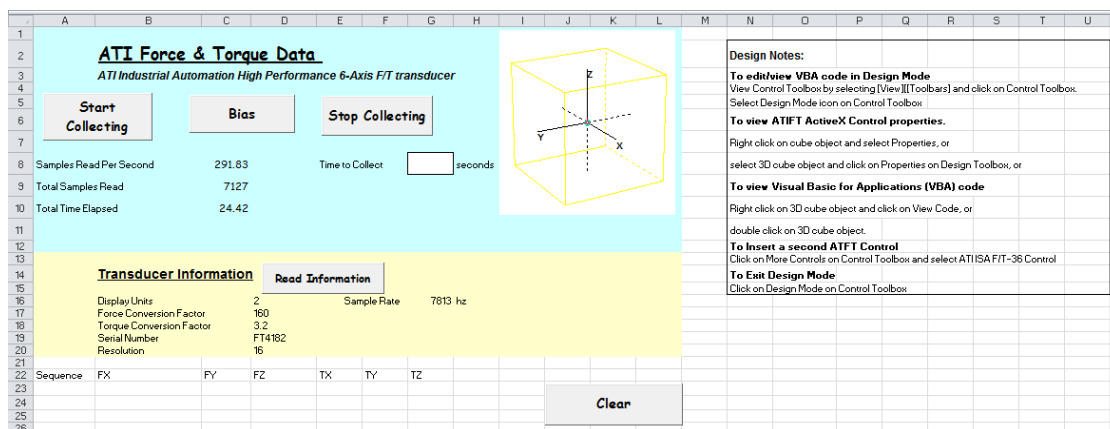 A B C D E F G H I J K L M N O P Q R S T U
1
2 ATI Force & Torque Data Design Notes:
3 ATI Industrial Automation High Performance 6-Axis F/T transducer To edit/view VBA code in Design Mode
4 View Control Toolbox by selecting [View][[Toolbars] and click on Control Toolbox.
5 Select Design Mode icon on Control Toolbox
Start Collecting Bias Stop Collecting
Z
Y
X
6 To view ATIFT ActiveX Control properties.
7 Right click on cube object and select Properties, or
8 Samples Read Per Second 291.83 Time to Collect seconds select 3D cube object and click on Properties on Design Toolbox, or
9 Total Samples Read 7127 To view Visual Basic for Applications (VBA) code
10 Total Time Elapsed 24.42 Right click on 3D cube object and click on View Code, or
11 double click on 3D cube object.
12 To Insert a second ATFT Control
13 Click on More Controls on Control Toolbox and select ATI ISA F/T-36 Control
14 Transducer Information Read Information To Exit Design Mode
15 Click on Design Mode on Control Toolbox
16 Display Units 2 Sample Rate 7813 hz
17 Force Conversion Factor 160
18 Torque Conversion Factor 3.2
19 Serial Number FT4182
20 Resolution 16
21
22 Sequence FX FY FZ TX TY TZ
23
24 Clear
25
26